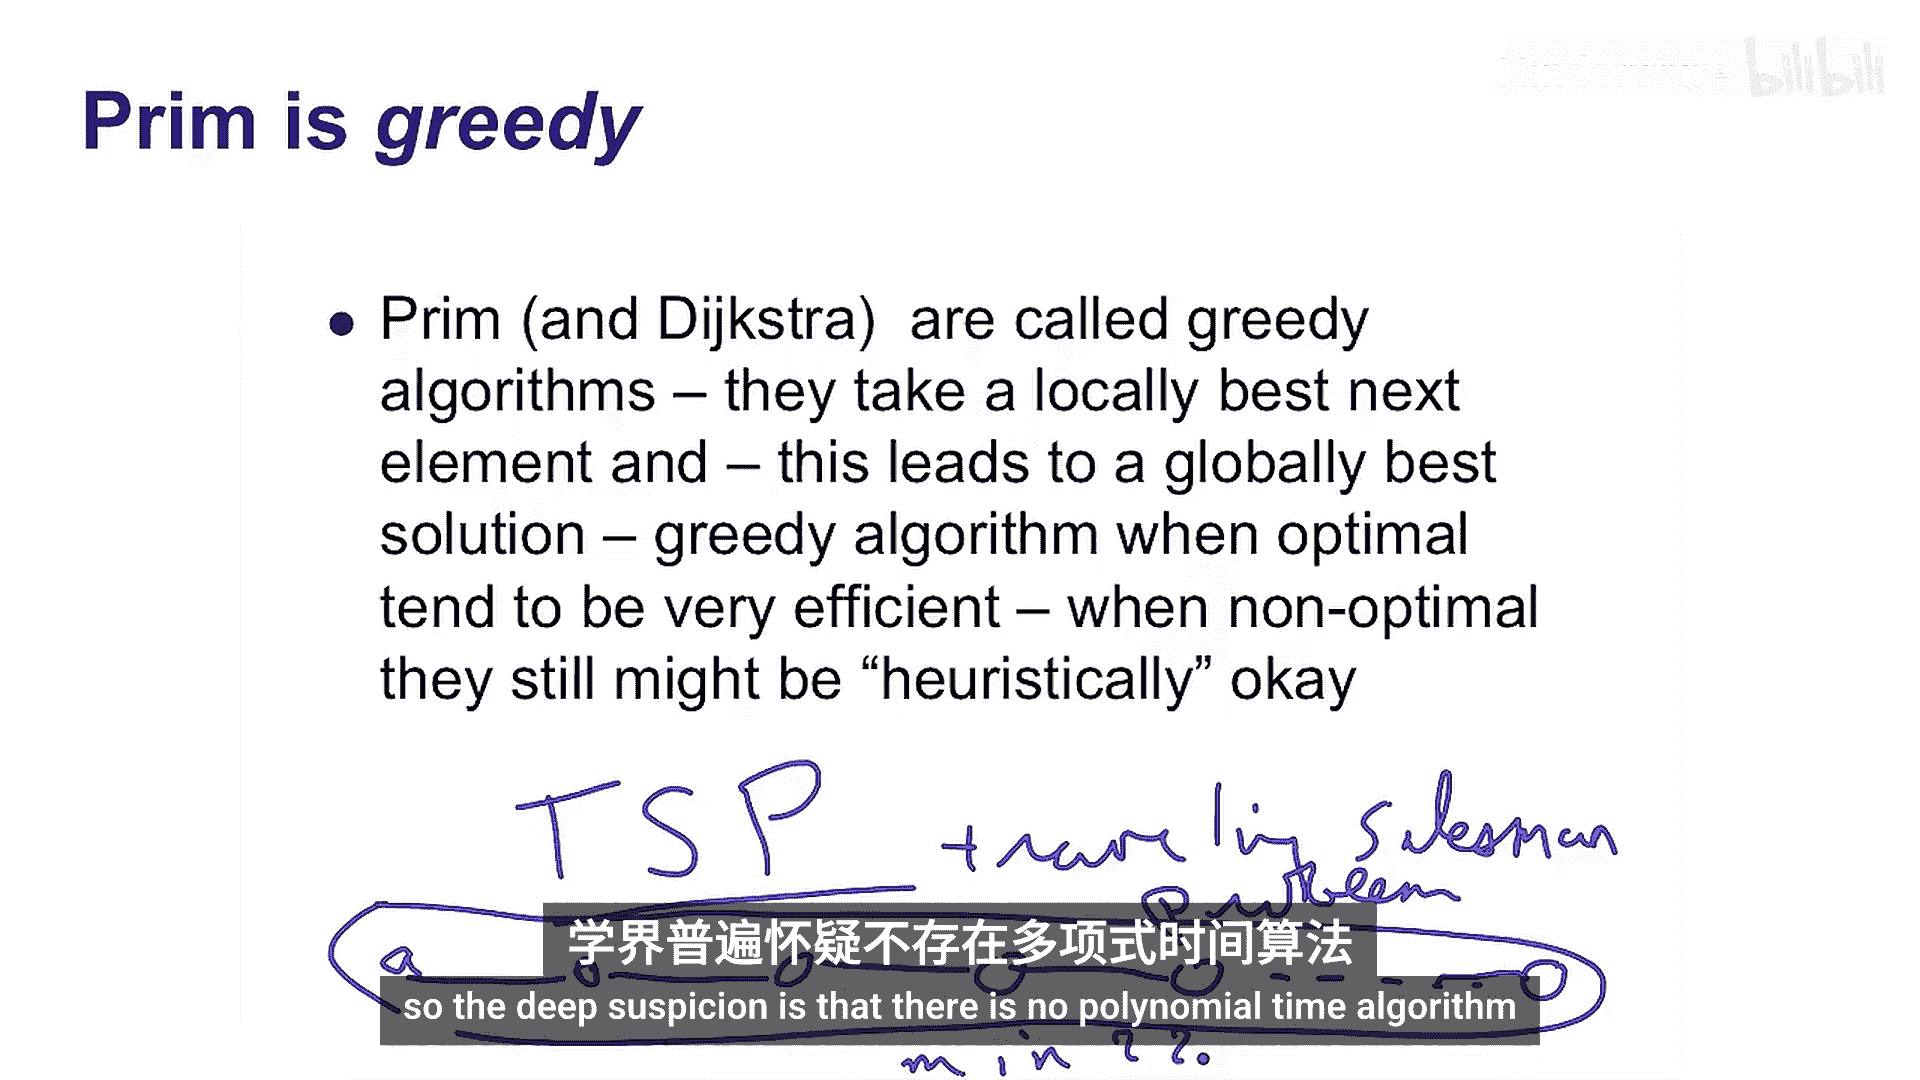 bilibili
Prim is greedy
● Prim (and Dijkstra) are called greedy
algorithms – they take a locally best next
element and – this leads to a globally best
solution – greedy algorithm when optimal
tend to be very efficient – when non-optimal
they still might be “heuristically” okay
TSP traveling salesman
problem
学界普遍怀疑不存在多项式时间算法
a
so the deep suspicion is that there is no polynomial time algorithm
min ??